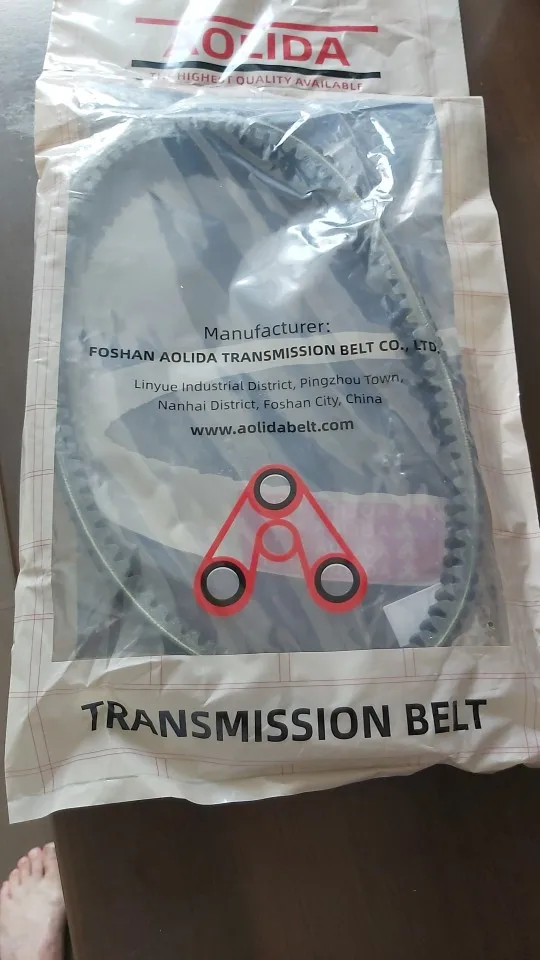 AOLIDA
THE HIGHEST QUALITY AVAILABLE
Manufacturer:
FOSHAN AOLIDA TRANSMISSION BELT CO., LTD.
Linyue Industrial District, Pingzhou Town,
Nanhai District, Foshan City, China
www.aolidabelt.com
TRANSMISSION BELT